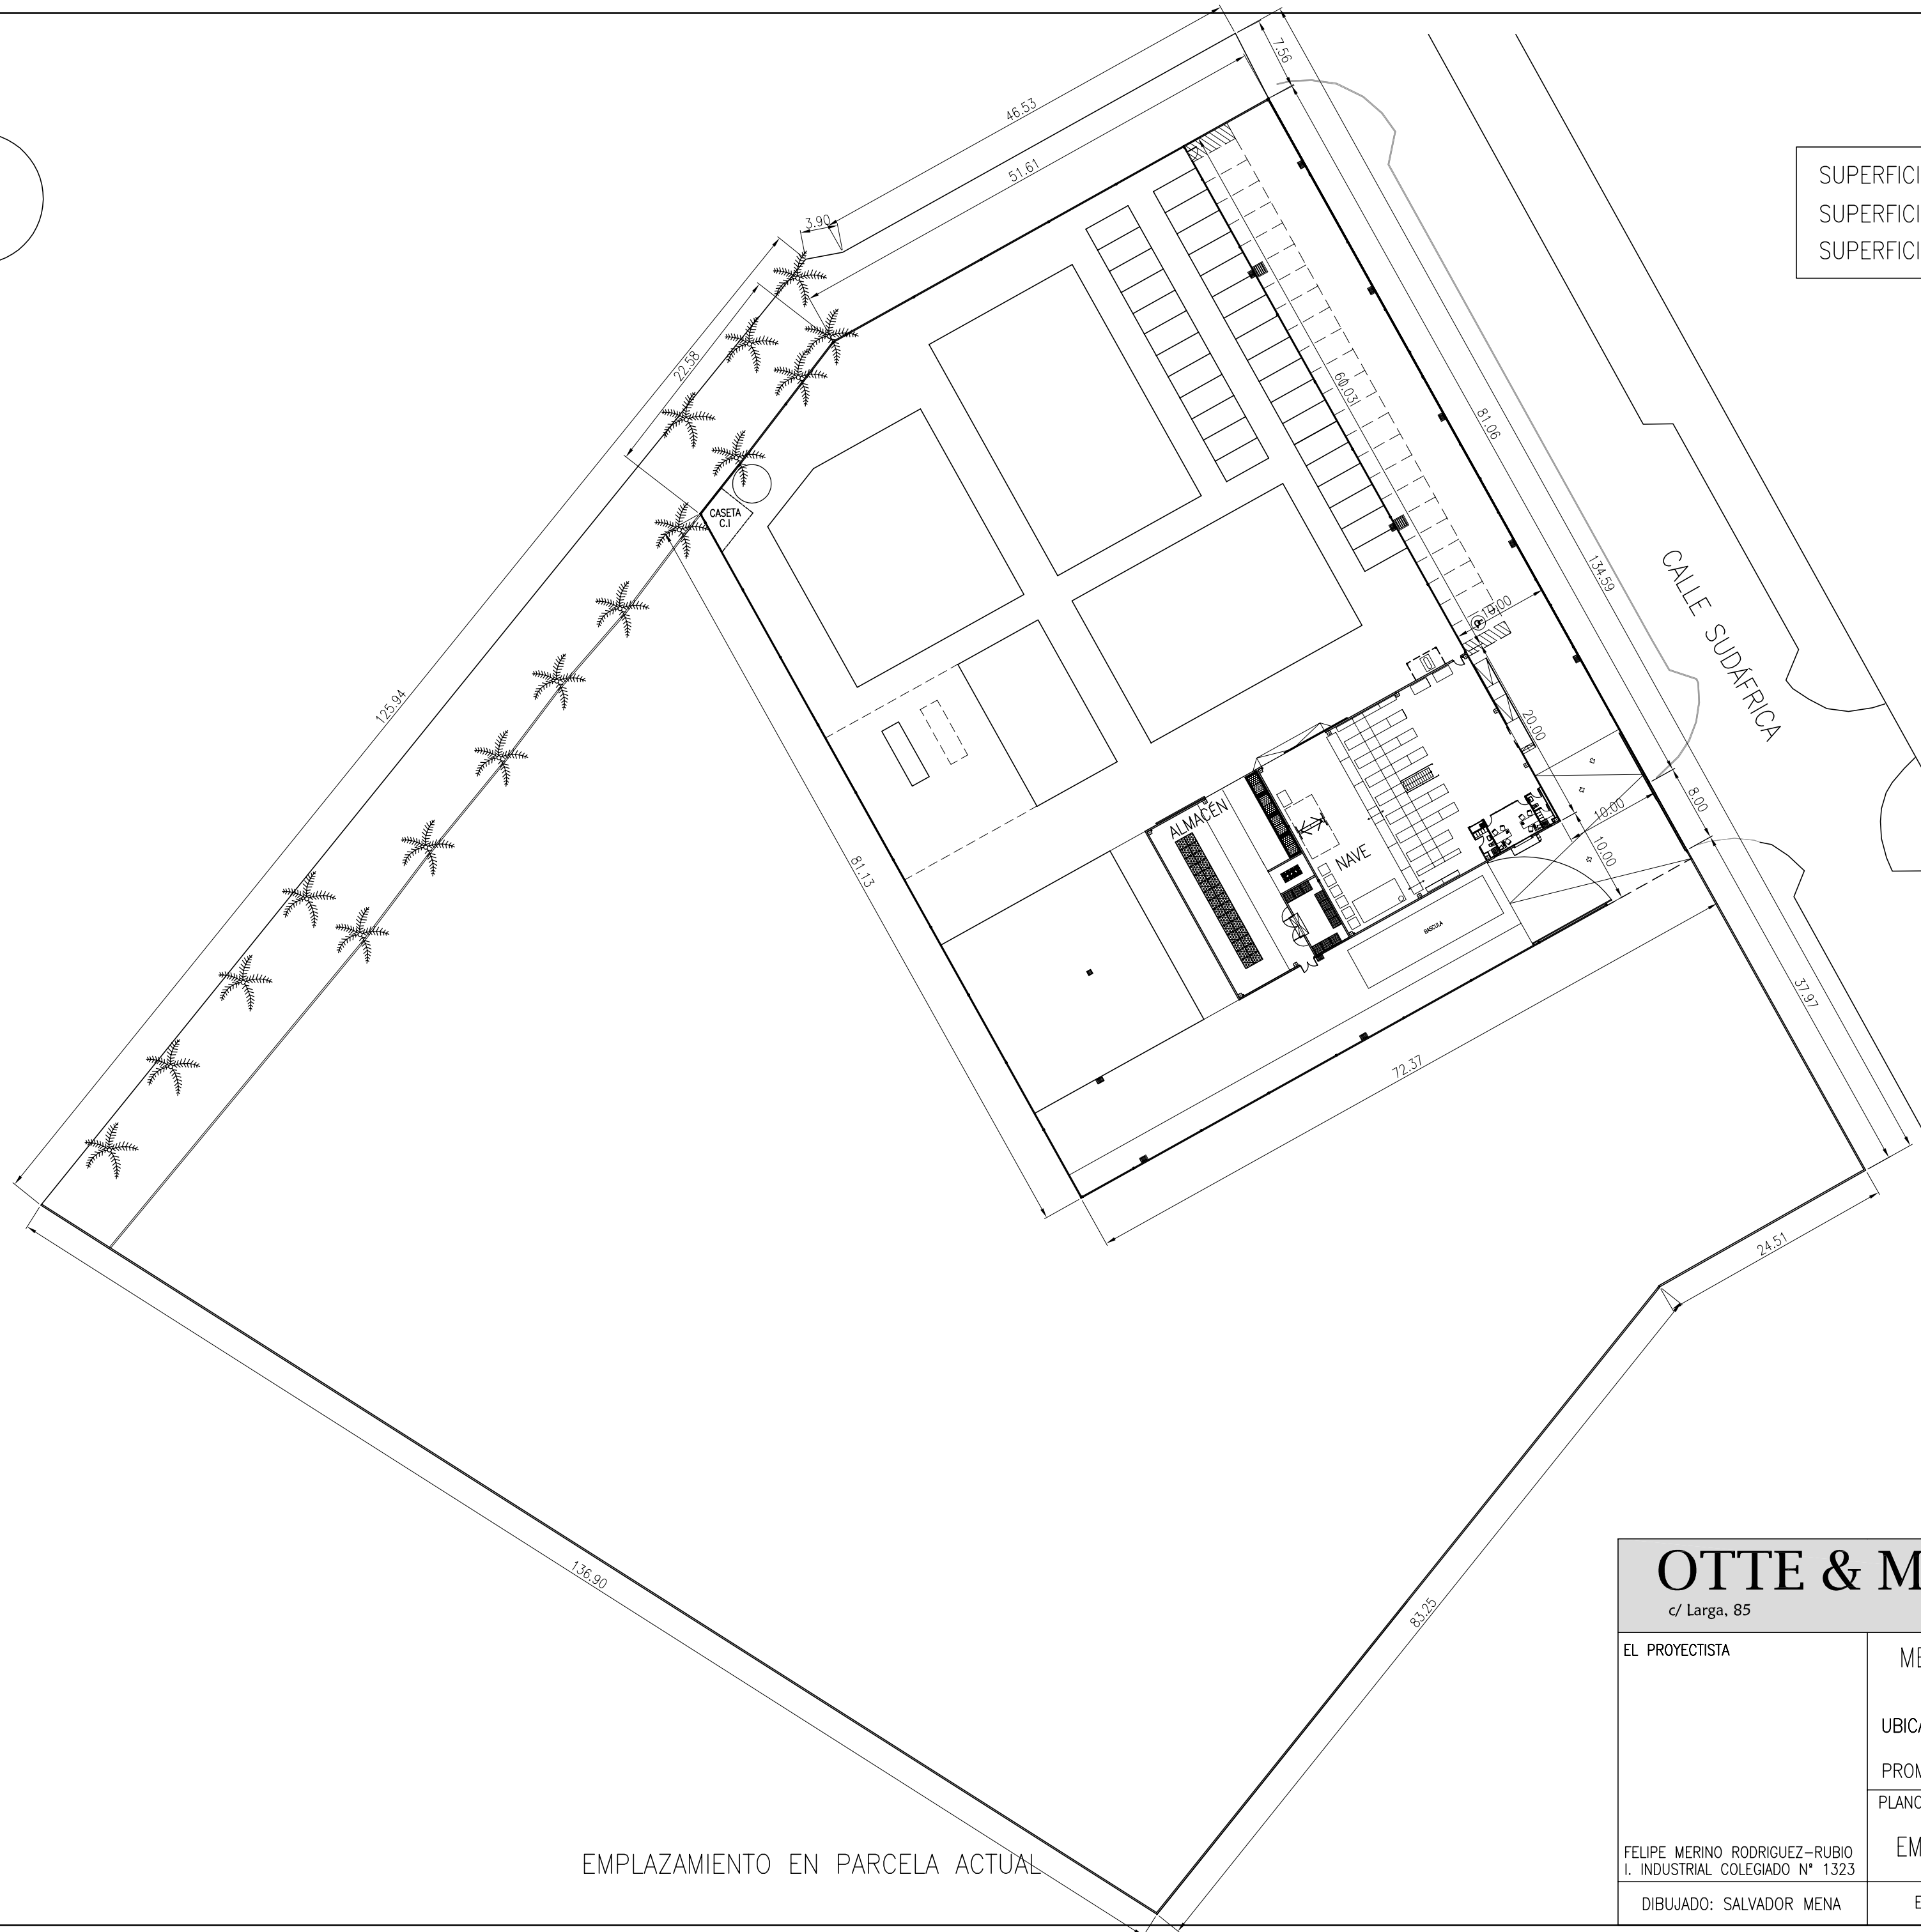 7.56
46.53
51.61
3.90
22.58
SUPERFICI
SUPERFICI
SUPERFICI
60.03
81.06
134.59
CALLE SUDÁFRICA
CASETA
C.I
10.00
125.94
20.00
8.00
10.00
10.00
ALMACÉN
NAVE
BASCULA
81.13
37.97
72.37
24.51
136.90
83.25
EMPLAZAMIENTO EN PARCELA ACTUAL
OTTE & M
c/ Larga, 85
EL PROYECTISTA
ME
UBICA
PROM
PLANO
EM
FELIPE MERINO RODRIGUEZ-RUBIO
I. INDUSTRIAL COLEGIADO Nº 1323
DIBUJADO: SALVADOR MENA
E